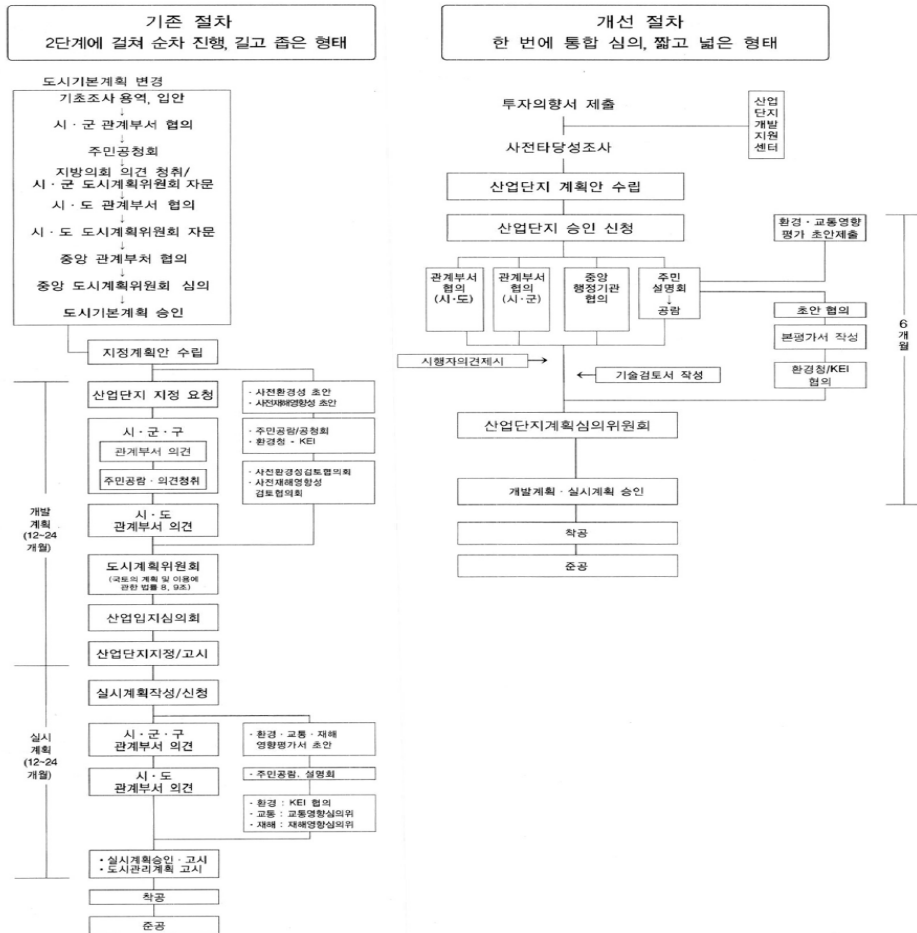 기존 절차
2단계에 걸쳐 순차 진행, 길고 좁은 형태
도시기본계획 변경
기초조사 용역, 입안
↓
시 · 군 관계부서 협의
↓
주민공청회
↓
지방의회 의견 청취/
시 · 군 도시계획위원회 자문
↓
시 · 도 관계부서 협의
↓
시 · 도 도시계획위원회 자문
↓
중앙 관계부처 협의
↓
중앙 도시계획위원회 심의
↓
도시기본계획 승인
지정계획안 수립
개발
계획
(12~24
개월)
산업단지 지정 요청
· 사전환경성 초안
· 사전재해영향성 초안
시 · 군 · 구
관계부서 의견
주민공람 · 의견청취
· 주민공람/공청회
· 환경청 - KEI
· 사전환경성검토협의회
· 사전재해영향성
검토협의회
시 · 도
관계부서 의견
도시계획위원회
(국토의 계획 및 이용에
관한 법률 8, 9조)
산업입지심의회
산업단지지정/고시
실시
계획
(12~24
개월)
실시계획작성/신청
시 · 군 · 구
관계부서 의견
· 환경 · 교통 · 재해
영향평가서 초안
시 · 도
관계부서 의견
· 주민공람. 설명회
· 환경 : KEI 협의
· 교통 : 교통영향심의위
· 재해 : 재해영향심의위
• 실시계획승인 · 고시
• 도시관리계획 고시
착공
준공
개선 절차
한 번에 통합 심의, 짧고 넓은 형태
투자의향서 제출
산업
단지
개발
지원
센터
사전타당성조사
산업단지 계획안 수립
산업단지 승인 신청
환경 · 교통영향
평가 초안제출
관계부서
협의
(시·도)
관계부서
협의
(시·군)
중앙
행정기관
협의
주민
설명회
↓
공람
초안 협의
본평가서 작성
환경청/KEI
협의
6
개
월
시행자의견제시
기술검토서 작성
산업단지계획심의위원회
개발계획 · 실시계획 승인
착공
준공